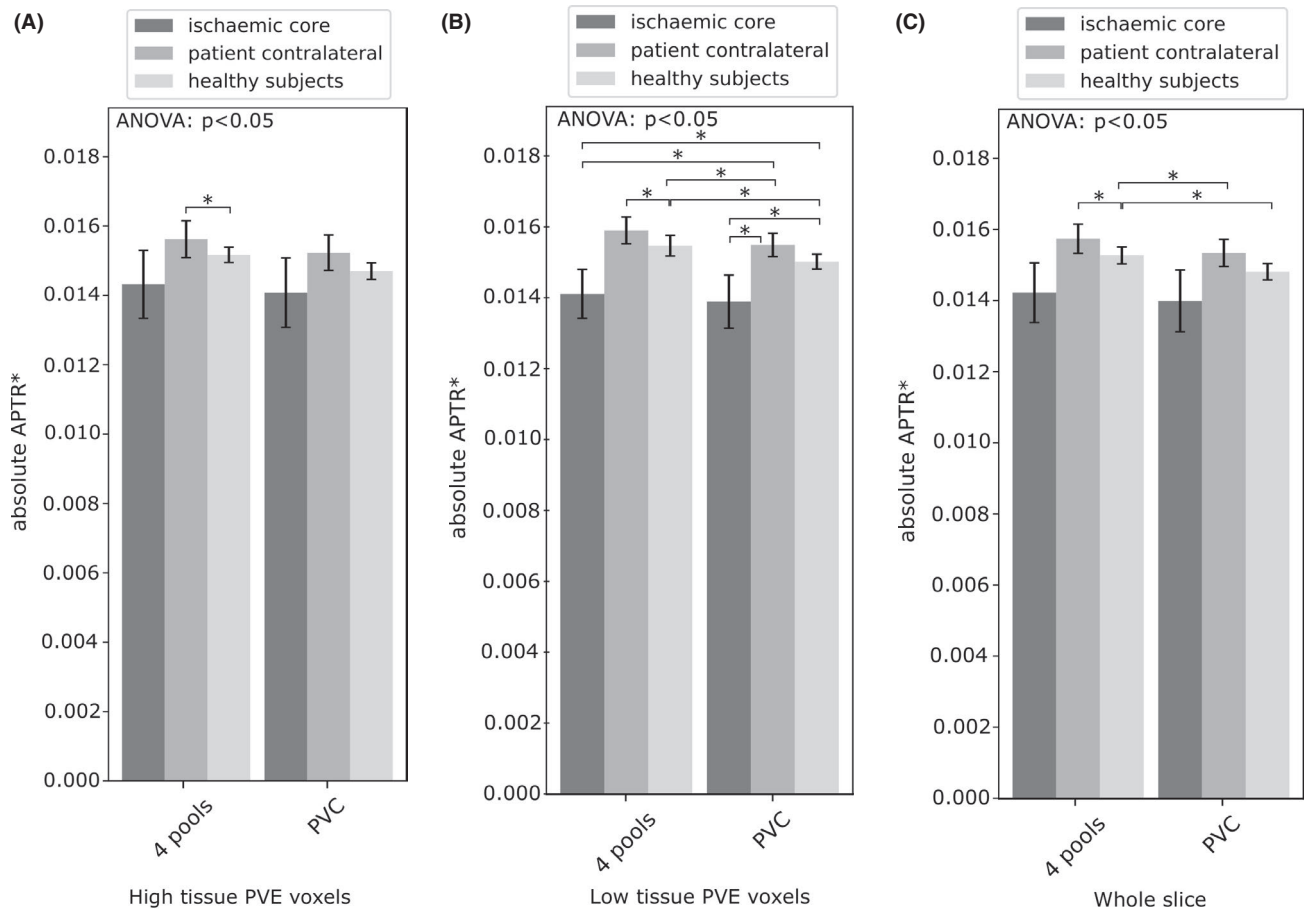 (A)
ischaemic core
patient contralateral
healthy subjects
ANOVA: p<0.05
0.018
0.016
0.014
0.012
0.010
0.008
0.006
0.004
0.002
0.000
absolute APTR*
*
4 pools
PVC
High tissue PVE voxels
(B)
ischaemic core
patient contralateral
healthy subjects
ANOVA: p<0.05
0.018
0.016
0.014
0.012
0.010
0.008
0.006
0.004
0.002
0.000
absolute APTR*
*
*
*
* *
*
*
4 pools
PVC
Low tissue PVE voxels
(C)
ischaemic core
patient contralateral
healthy subjects
ANOVA: p<0.05
0.018
0.016
0.014
0.012
0.010
0.008
0.006
0.004
0.002
0.000
absolute APTR*
*
* *
4 pools
PVC
Whole slice